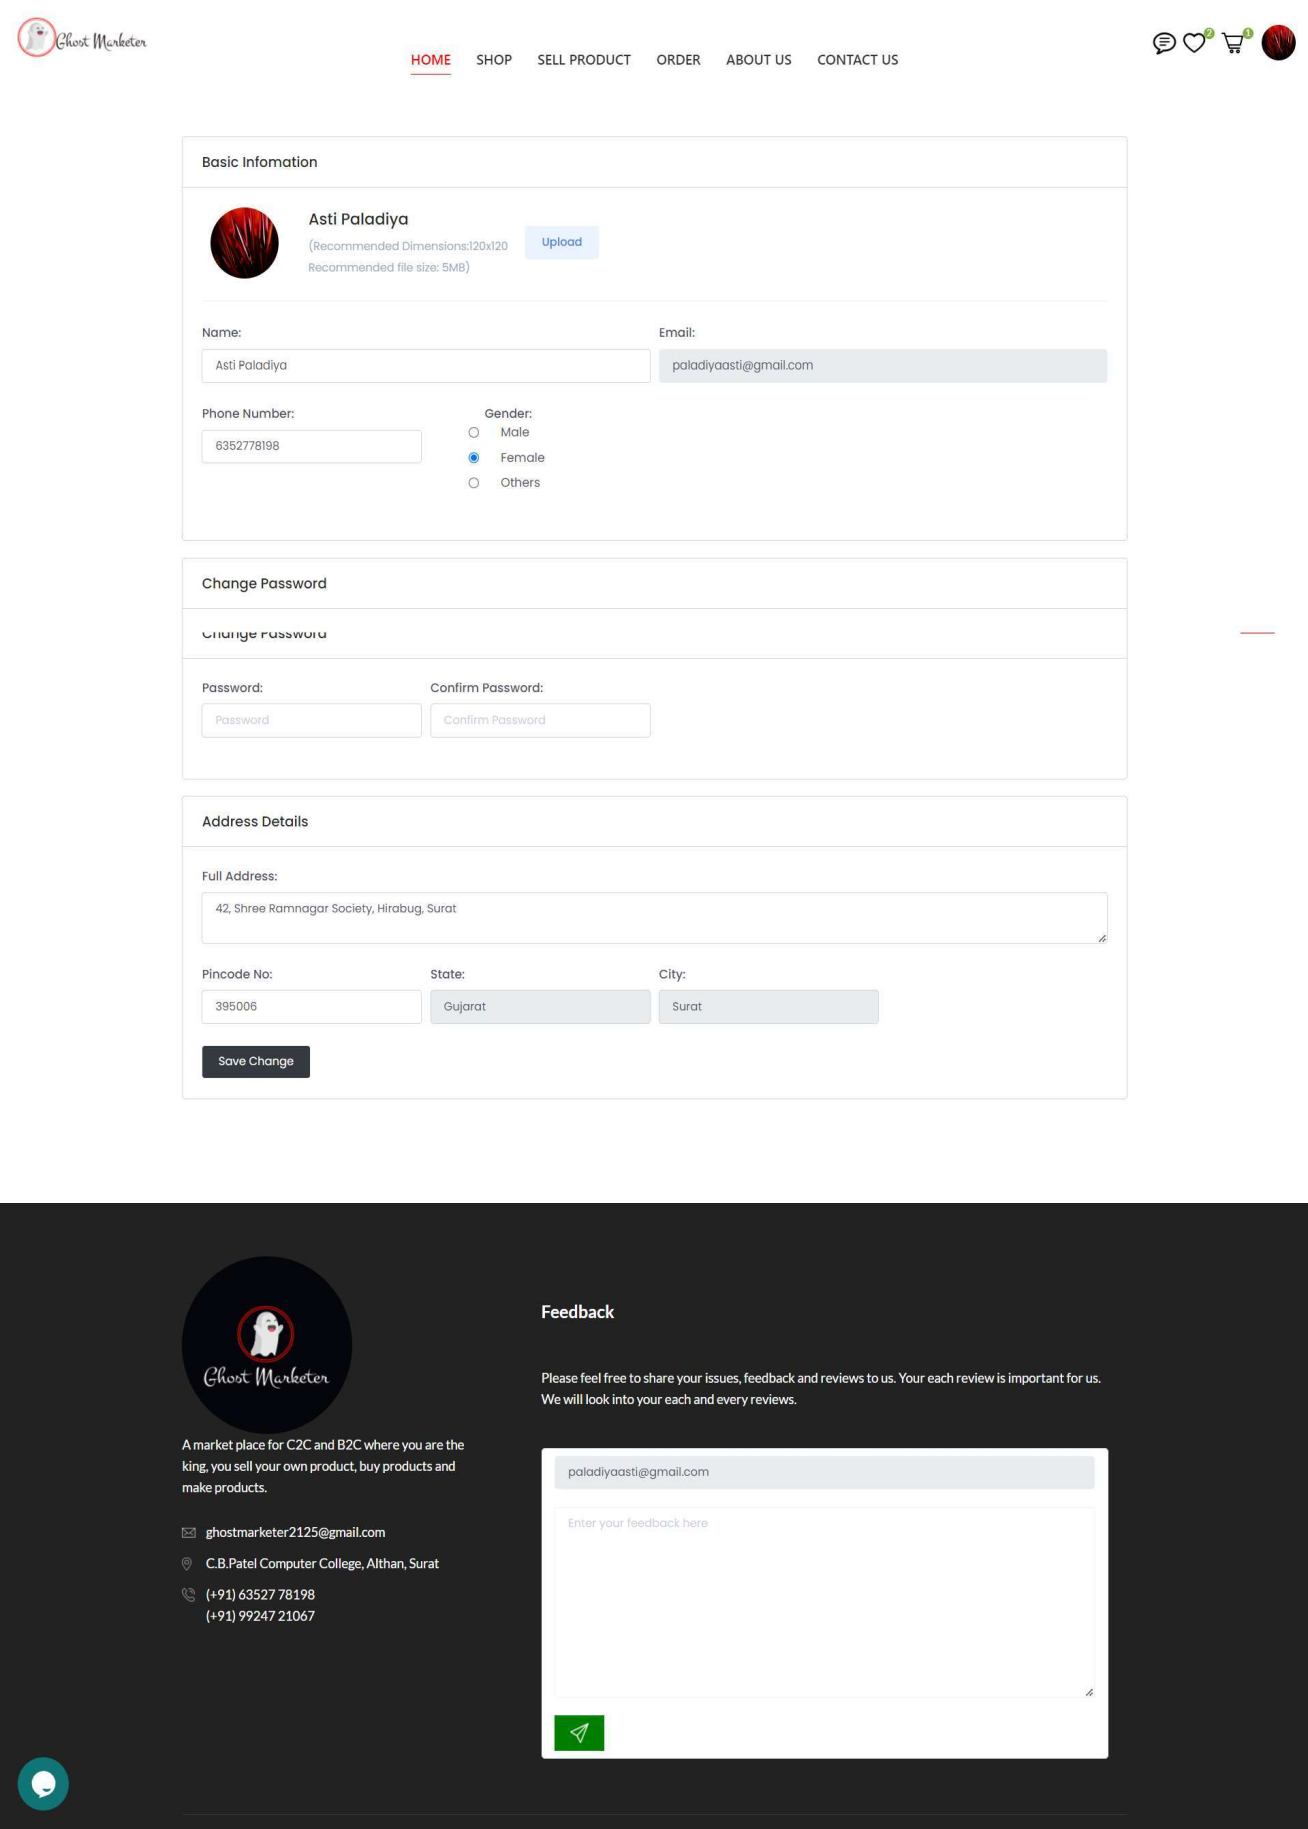 Ghost Marketer
HOME SHOP SELL PRODUCT ORDER ABOUT US CONTACT US
2 1
Basic Infomation
Asti Paladiya
(Recommended Dimensions:120x120
Recommended file size: 5MB)
Upload
Name: Email:
Asti Paladiya paladiyaasti@gmail.com
Phone Number: Gender:
6352778198
Male
Female
Others
Change Password
Change Password
Password: Confirm Password:
Password Confirm Password
Address Details
Full Address:
42, Shree Ramnagar Society, Hirabug, Surat
Pincode No: State: City:
395006 Gujarat Surat
Save Change
Ghost Marketer
A market place for C2C and B2C where you are the
king, you sell your own product, buy products and
make products.
ghostmarketer2125@gmail.com
C.B.Patel Computer College, Althan, Surat
(+91) 63527 78198
(+91) 99247 21067
Feedback
Please feel free to share your issues, feedback and reviews to us. Your each review is important for us.
We will look into your each and every reviews.
paladiyaasti@gmail.com
Enter your feedback here